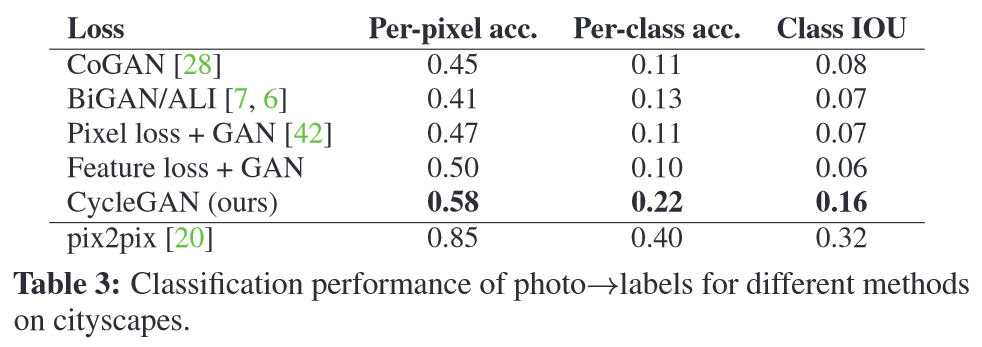 Loss Per-pixel acc. Per-class acc. Class IOU
CoGAN [28] 0.45 0.11 0.08
BiGAN/ALI [7, 6] 0.41 0.13 0.07
Pixel loss + GAN [42] 0.47 0.11 0.07
Feature loss + GAN 0.50 0.10 0.06
CycleGAN (ours) 0.58 0.22 0.16
pix2pix [20] 0.85 0.40 0.32
Table 3: Classification performance of photo→labels for different methods
on cityscapes.